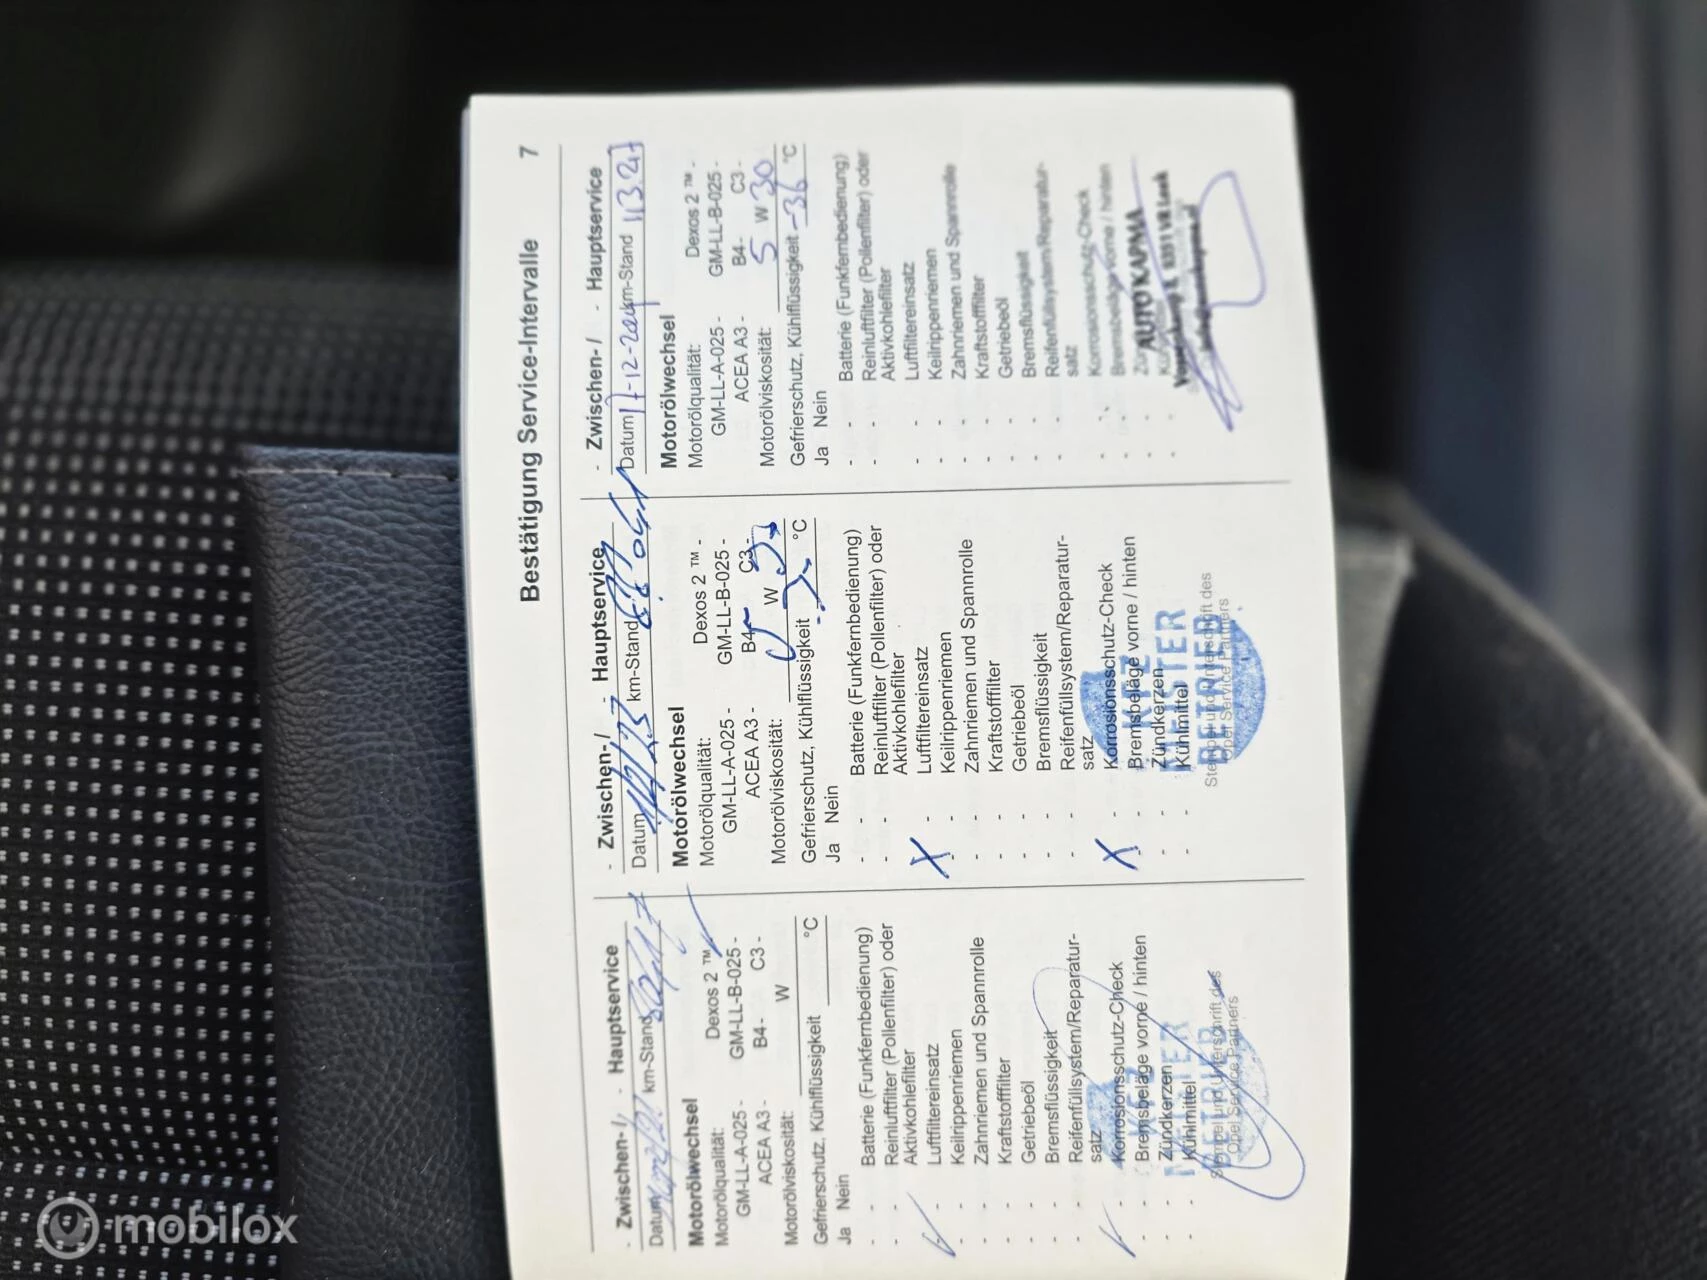 Bestätigung Service-Intervalle 7
- Zwischen- / - Hauptservice
Datum km-Stand
Motorölwechsel
Motorölqualität: Dexos 2 ™ -
GM-LL-A-025 - GM-LL-B-025 -
ACEA A3 - B4 - C3 -
Motorölviskosität: W
Gefrierschutz, Kühlflüssigkeit °C
Ja Nein
- - Batterie (Funkfernbedienung)
- - Reinluftfilter (Pollenfilter) oder
Aktivkohlefilter
- Luftfiltereinsatz
- - Keilrippenriemen
- - Zahnriemen und Spannrolle
- - Kraftstofffilter
- - Getriebeöl
- - Bremsflüssigkeit
- - Reifenfüllsystem/Reparatur-
satz
- Korrosionsschutz-Check
- - Bremsbeläge vorne / hinten
- - Zündkerzen
- - Kühlmittel
Stempel und Unterschrift des
Opel Service Partners
MEISTER
BETRIEB
- Zwischen- / - Hauptservice
Datum km-Stand
Motorölwechsel
Motorölqualität: Dexos 2 ™ -
GM-LL-A-025 - GM-LL-B-025 -
ACEA A3 - B4 - C3 -
Motorölviskosität: W
Gefrierschutz, Kühlflüssigkeit °C
Ja Nein
- - Batterie (Funkfernbedienung)
- - Reinluftfilter (Pollenfilter) oder
Aktivkohlefilter
X - Luftfiltereinsatz
- - Keilrippenriemen
- - Zahnriemen und Spannrolle
- - Kraftstofffilter
- - Getriebeöl
- - Bremsflüssigkeit
- - Reifenfüllsystem/Reparatur-
satz
X - Korrosionsschutz-Check
- - Bremsbeläge vorne / hinten
- - Zündkerzen
- - Kühlmittel
Stempel und Unterschrift des
Opel Service Partners
KFZ
MEISTER
BETRIEB
- Zwischen- / - Hauptservice
Datum 17-12-2024 km-Stand
Motorölwechsel
Motorölqualität: Dexos 2 ™ -
GM-LL-A-025 - GM-LL-B-025 -
ACEA A3 - B4 - C3 -
Motorölviskosität: 5 W 30
Gefrierschutz, Kühlflüssigkeit -36 °C
Ja Nein
- - Batterie (Funkfernbedienung)
- - Reinluftfilter (Pollenfilter) oder
Aktivkohlefilter
- - Luftfiltereinsatz
- - Keilrippenriemen
- - Zahnriemen und Spannrolle
- - Kraftstofffilter
- - Getriebeöl
- - Bremsflüssigkeit
- - Reifenfüllsystem/Reparatur-
satz
- - Korrosionsschutz-Check
- - Bremsbeläge vorne / hinten
AUTO KAPMA
mobilox